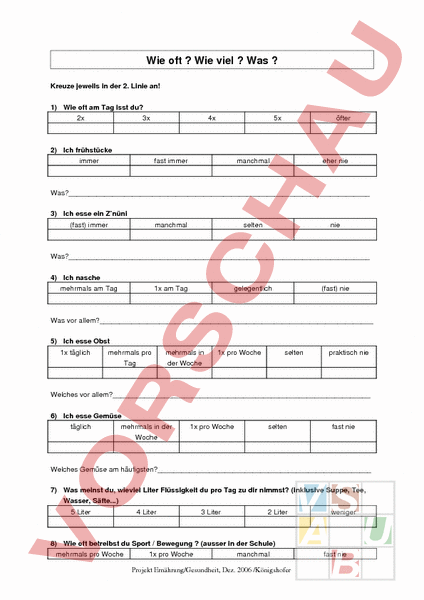 Wie oft ? Wie viel ? Was ?
Kreuze jeweils in der 2. Linie an!
1) Wie oft am Tag isst du?
2x 3x 4x 5x öfter
2) Ich frühstücke
immer fast immer manchmal eher nie
Was?
3) Ich esse ein Z'nüni
(fast) immer manchmal selten nie
Was?
4) Ich nasche
mehrmals am Tag 1x am Tag gelegentlich (fast) nie
Was vor allem?
5) Ich esse Obst
1x täglich mehrmals pro mehrmals in 1x pro Woche selten praktisch nie
Tag der Woche
Welches vor allem?
6) Ich esse Gemüse
täglich mehrmals in der 1x pro Woche selten fast nie
Woche
Welches Gemüse am häufigsten?
7) Was meinst du, wieviel Liter Flüssigkeit du pro Tag zu dir nimmst? (Inklusive Suppe, Tee,
Wasser, Säfte...)
5 Liter 4 Liter 3 Liter 2 Liter weniger
8) Wie oft betreibst du Sport / Bewegung ? (ausser in der Schule)
mehrmals pro Woche 1x pro Woche manchmal fast nie
Projekt Ernährung/Gesundheit, Dez. 2006 /Königshofer
VORSCHAU
VS
A U
B